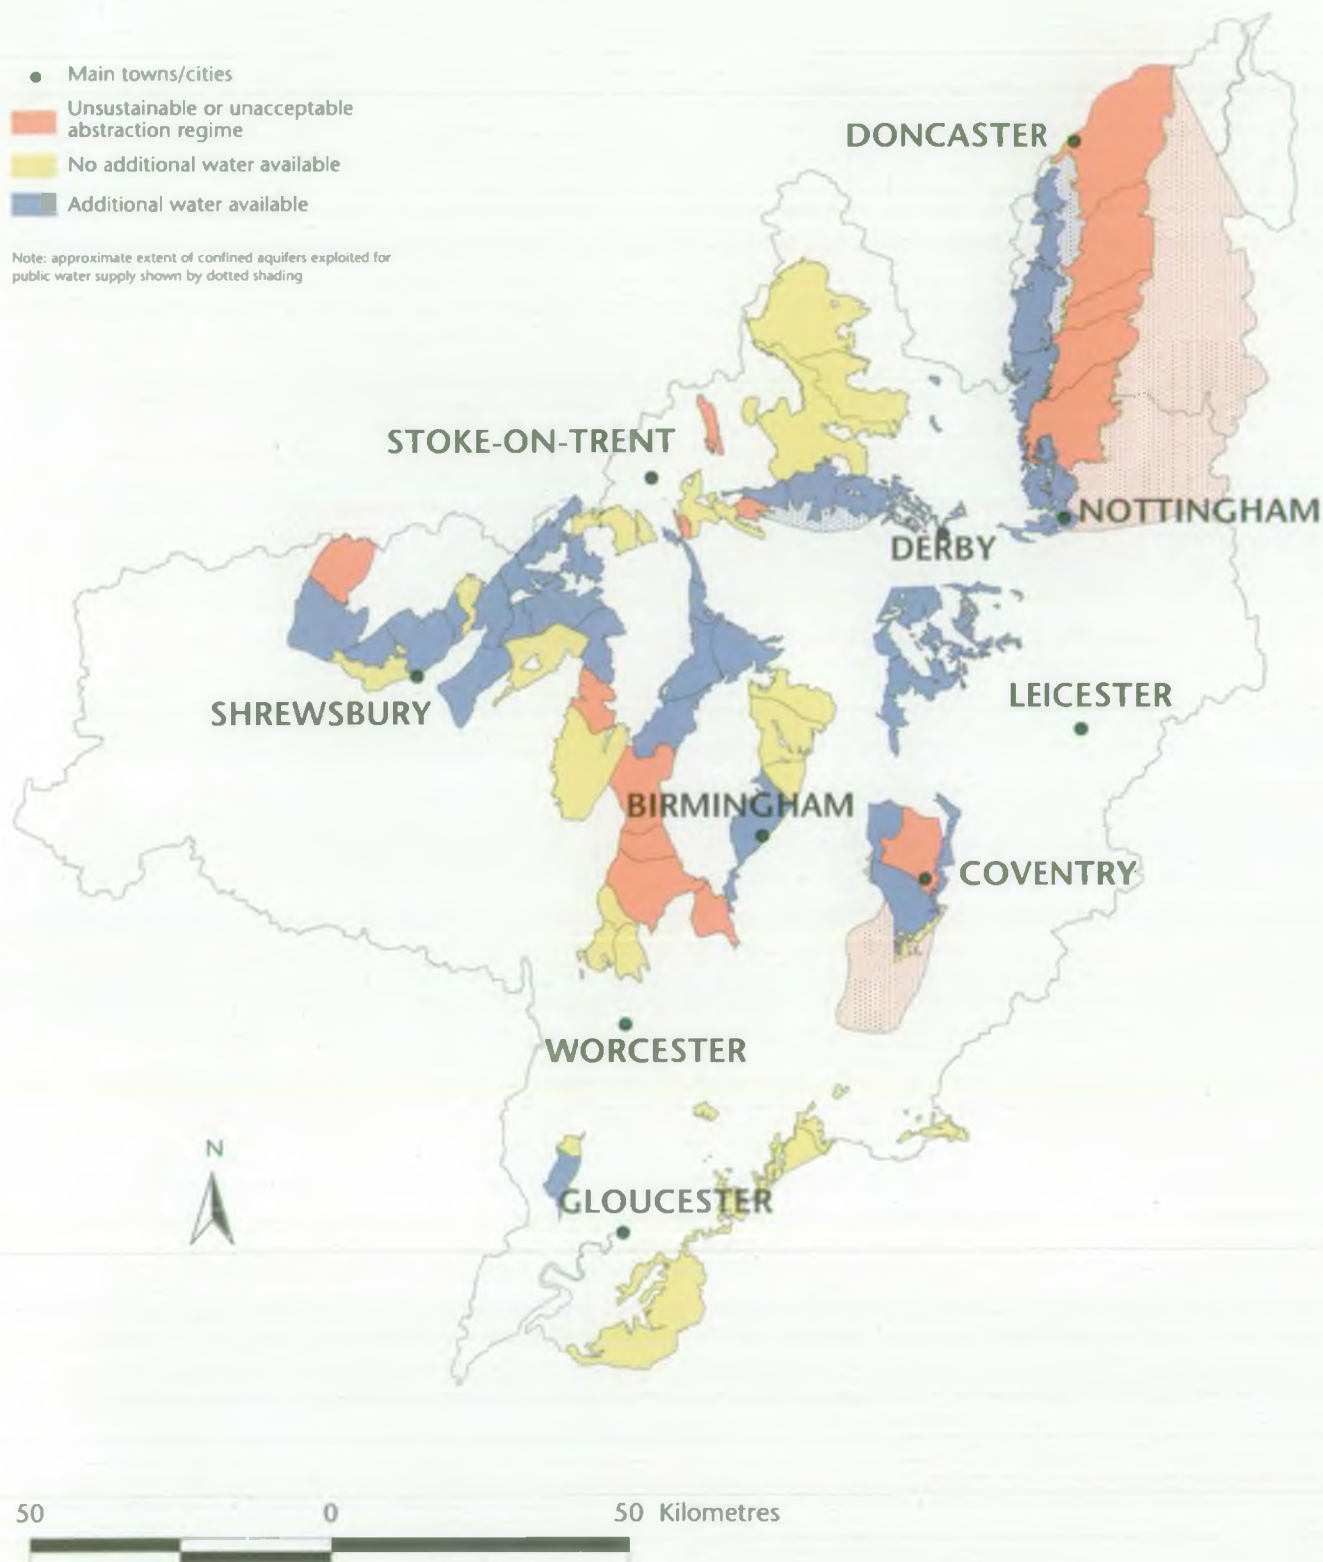 Main towns/cities
Unsustainable or unacceptable
abstraction regime
No additional water available
Additional water available
Note: approximate extent of confined aquifers exploited for
public water supply shown by dotted shading
DONCASTER
STOKE-ON-TRENT
NOTTINGHAM
DERBY
LEICESTER
SHREWSBURY
BIRMINGHAM
COVENTRY
WORCESTER
N
GLOUCESTER
50 0 50 Kilometres